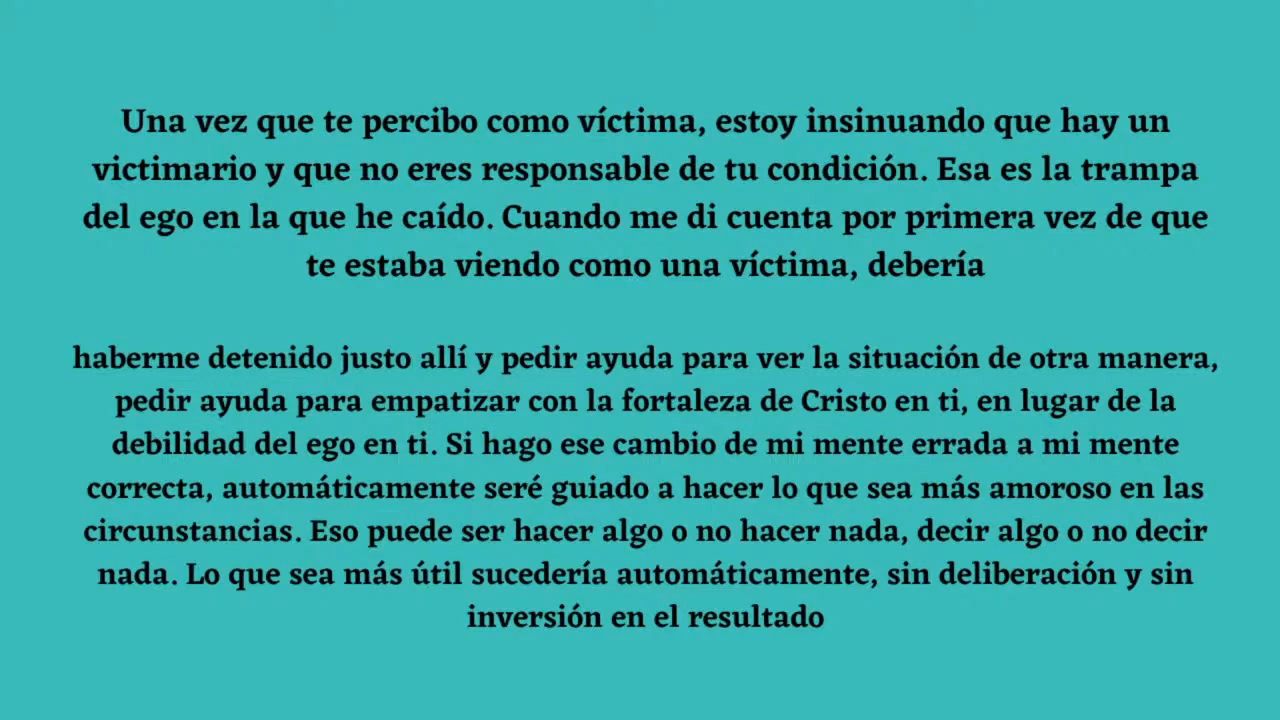 Una vez que te percibo como víctima, estoy insinuando que hay un
victimario y que no eres responsable de tu condición. Esa es la trampa
del ego en la que he caído. Cuando me di cuenta por primera vez de que
te estaba viendo como una víctima, debería
haberme detenido justo allí y pedir ayuda para ver la situación de otra manera,
pedir ayuda para empatizar con la fortaleza de Cristo en ti, en lugar de la
debilidad del ego en ti. Si hago ese cambio de mi mente errada a mi mente
correcta, automáticamente seré guiado a hacer lo que sea más amoroso en las
circunstancias. Eso puede ser hacer algo o no hacer nada, decir algo o no decir
nada. Lo que sea más útil sucedería automáticamente, sin deliberación y sin
inversión en el resultado